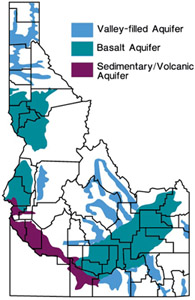 Valley-filled Aquifer
Basalt Aquifer
Sedimentary/Volcanic
Aquifer